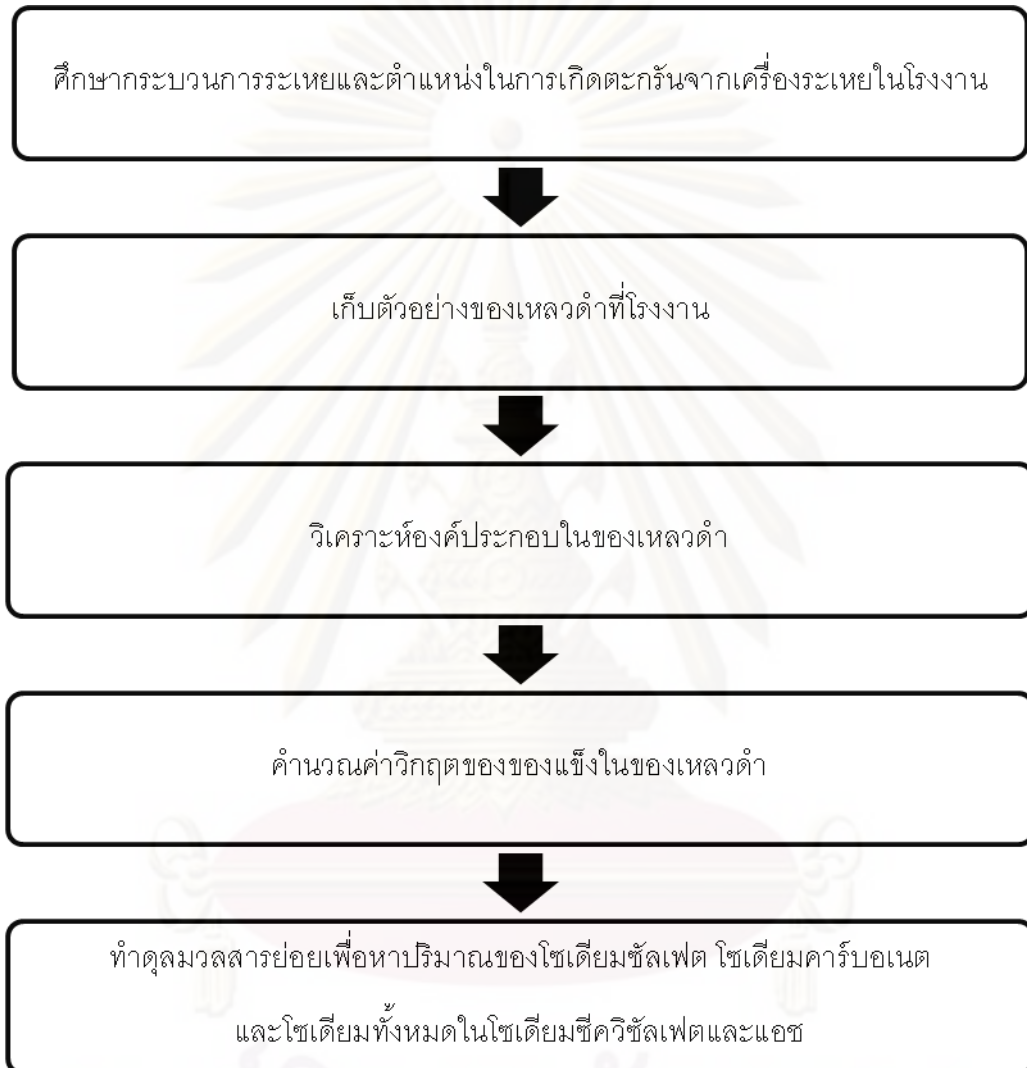 ศึกษากระบวนการระเหยและตำแหน่งในการเกิดตะกรันจากเครื่องระเหยในโรงงาน
เก็บตัวอย่างของเหลวดำที่โรงงาน
วิเคราะห์องค์ประกอบในของเหลวดำ
คำนวณค่าวิกฤตของของแข็งในของเหลวดำ
ทำดุลมวลสารย่อยเพื่อหาปริมาณของโซเดียมซัลเฟต โซเดียมคาร์บอเนต
และโซเดียมทั้งหมดในโซเดียมซีควิซัลเฟตและแอช